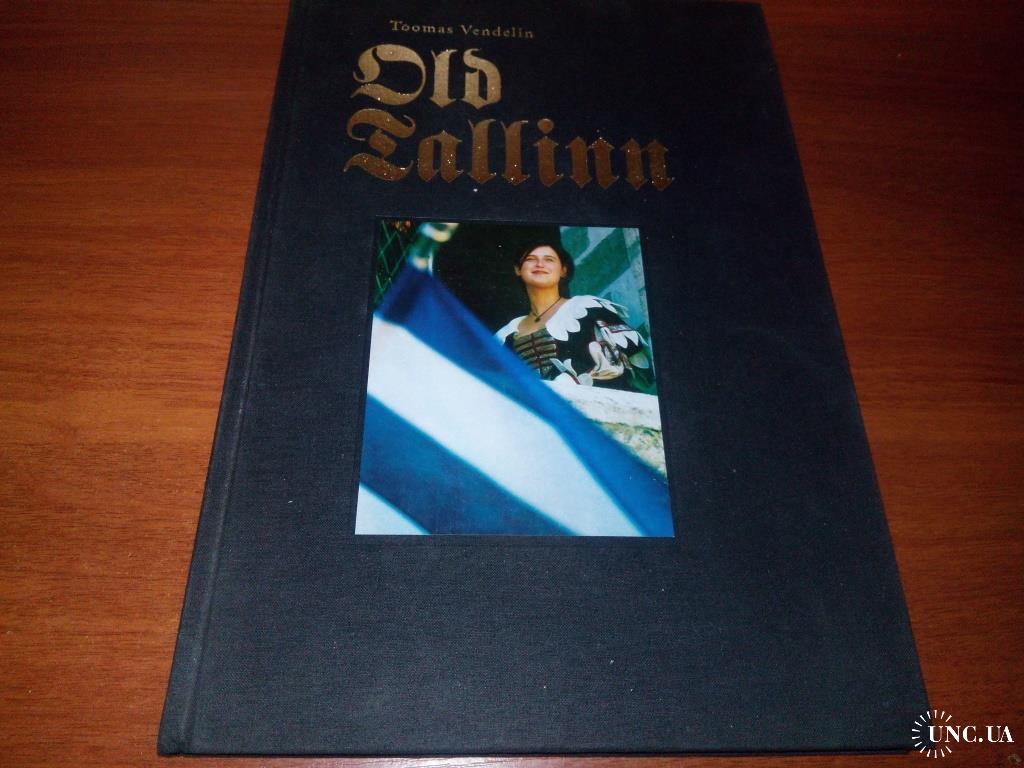 Toomas Vendelin
Old
Tallinn
UNC.UA